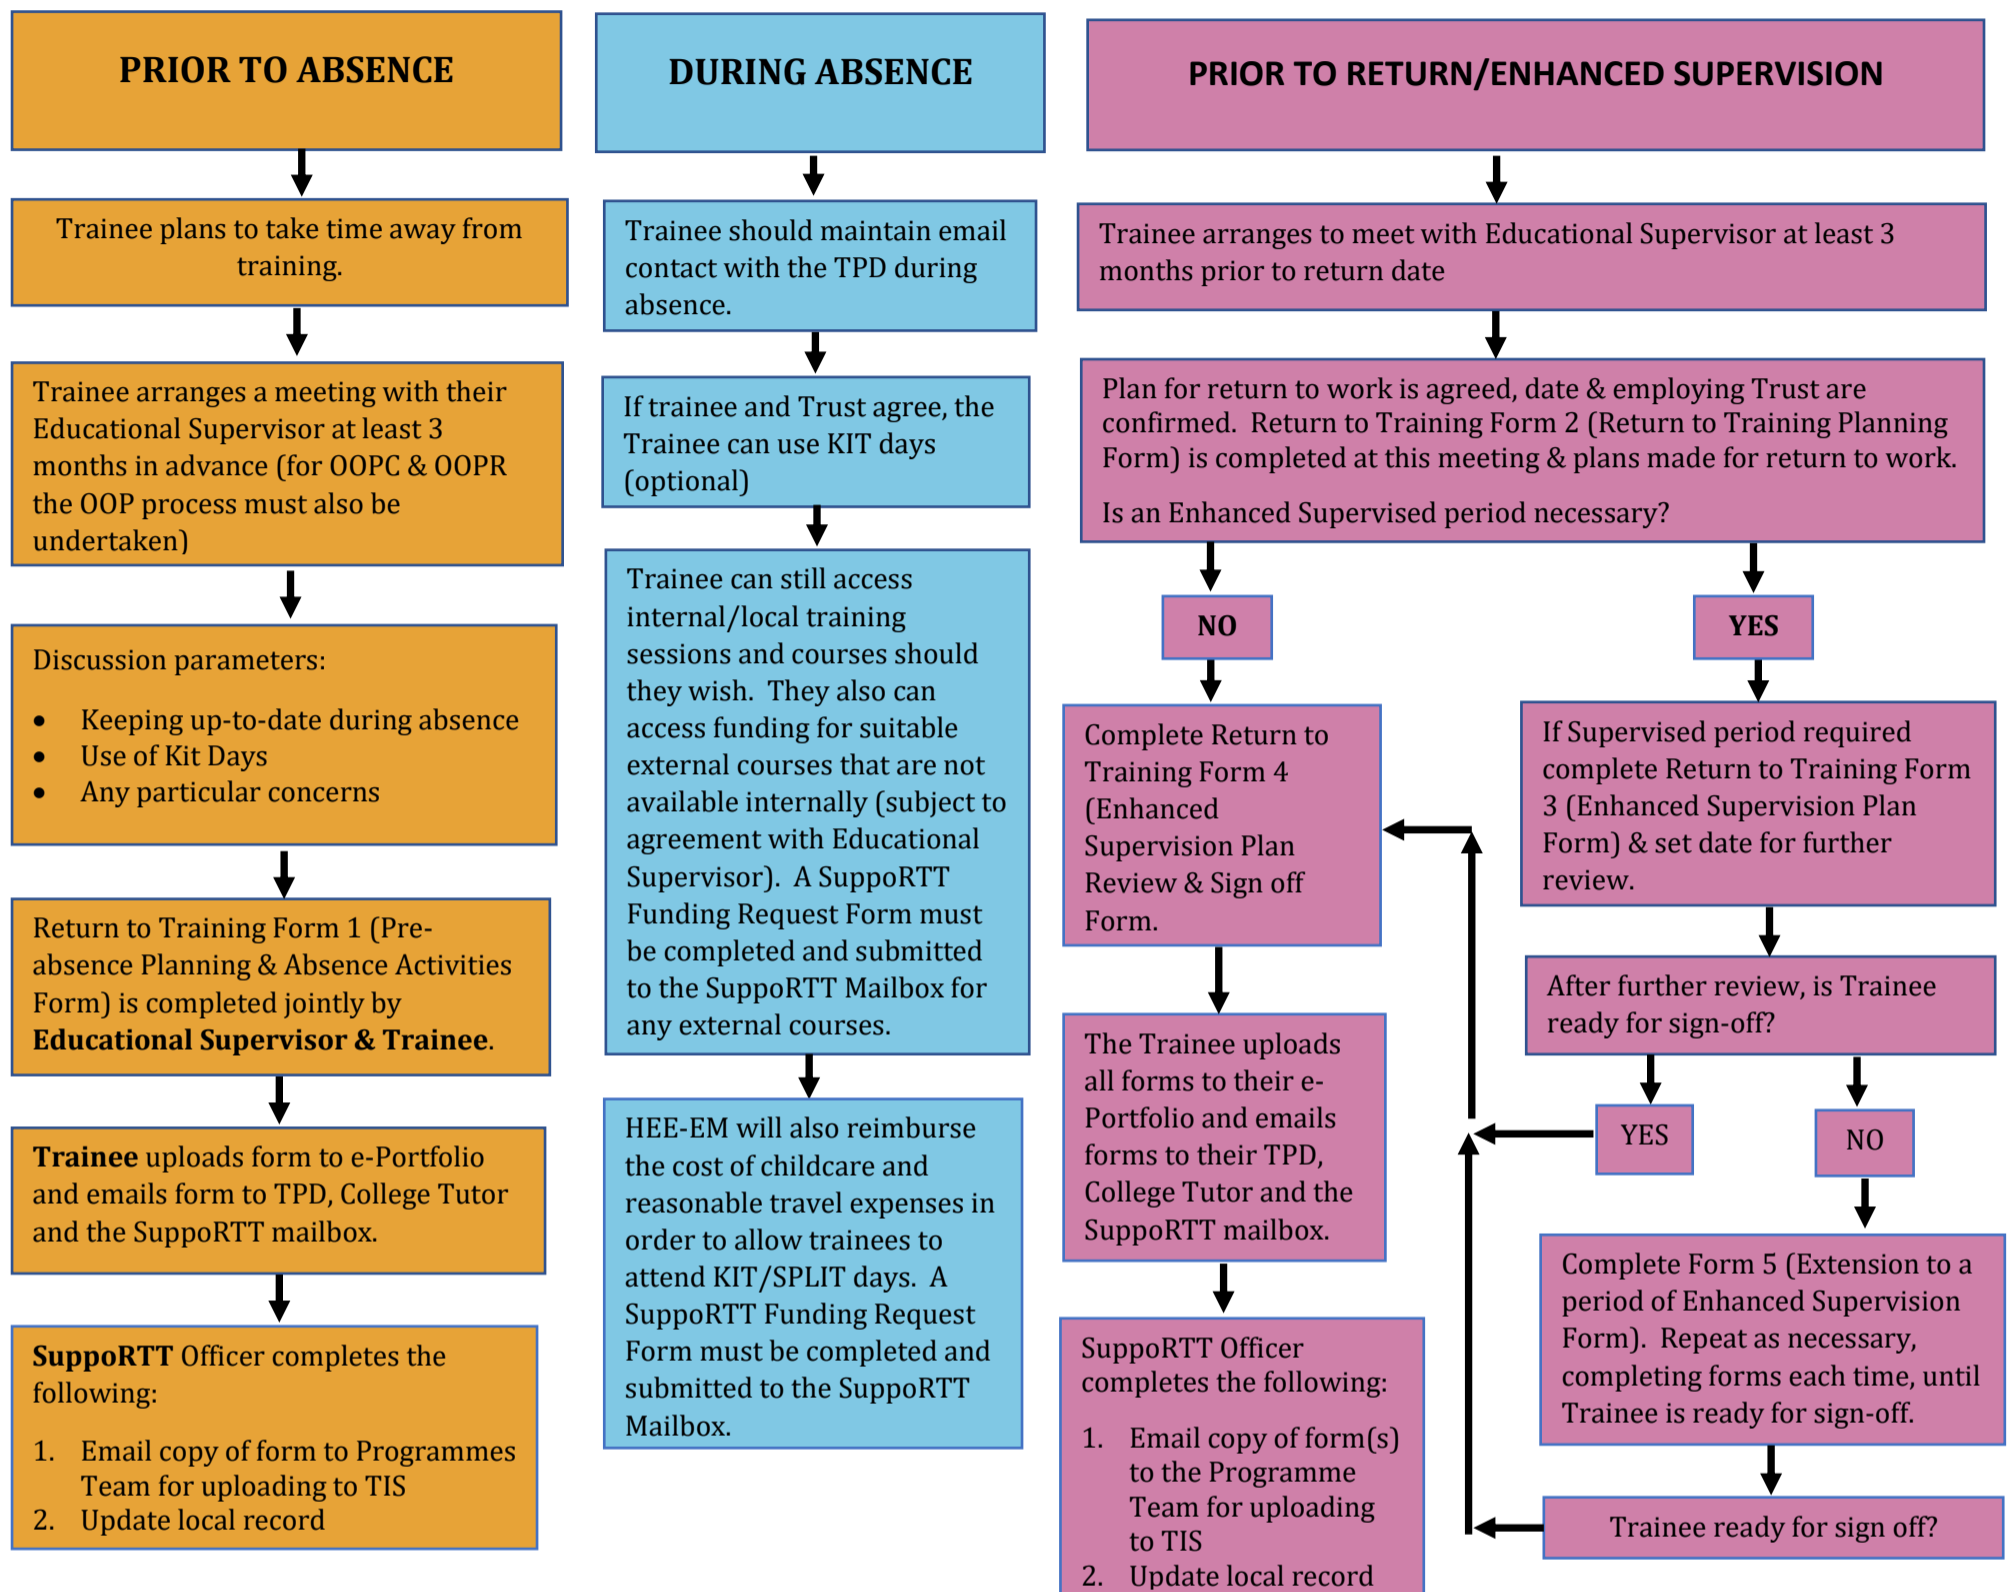 PRIOR TO ABSENCE
Trainee plans to take time away from
training.
Trainee arranges a meeting with their
Educational Supervisor at least 3
months in advance (for OOPC & OOPR
the OOP process must also be
undertaken)
Discussion parameters:
• Keeping up-to-date during absence
• Use of Kit Days
• Any particular concerns
Return to Training Form 1 (Pre-
absence Planning & Absence Activities
Form) is completed jointly by
Educational Supervisor & Trainee.
Trainee uploads form to e-Portfolio
and emails form to TPD, College Tutor
and the SuppoRTT mailbox.
SuppoRTT Officer completes the
following:
1. Email copy of form to Programmes
Team for uploading to TIS
2. Update local record
DURING ABSENCE
Trainee should maintain email
contact with the TPD during
absence.
If trainee and Trust agree, the
Trainee can use KIT days
(optional)
Trainee can still access
internal/local training
sessions and courses should
they wish. They also can
access funding for suitable
external courses that are not
available internally (subject to
agreement with Educational
Supervisor). A SuppoRTT
Funding Request Form must
be completed and submitted
to the SuppoRTT Mailbox for
any external courses.
HEE-EM will also reimburse
the cost of childcare and
reasonable travel expenses in
order to allow trainees to
attend KIT/SPLIT days. A
SuppoRTT Funding Request
Form must be completed and
submitted to the SuppoRTT
Mailbox.
PRIOR TO RETURN/ENHANCED SUPERVISION
Trainee arranges to meet with Educational Supervisor at least 3
months prior to return date
Plan for return to work is agreed, date & employing Trust are
confirmed. Return to Training Form 2 (Return to Training Planning
Form) is completed at this meeting & plans made for return to work.
Is an Enhanced Supervised period necessary?
NO
Complete Return to
Training Form 4
(Enhanced
Supervision Plan
Review & Sign off
Form.
The Trainee uploads
all forms to their e-
Portfolio and emails
forms to their TPD,
College Tutor and the
SuppoRTT mailbox.
SuppoRTT Officer
completes the following:
1. Email copy of form(s)
to the Programme
Team for uploading
to TIS
2. Update local record
YES
If Supervised period required
complete Return to Training Form
3 (Enhanced Supervision Plan
Form) & set date for further
review.
After further review, is Trainee
ready for sign-off?
YES
NO
Complete Form 5 (Extension to a
period of Enhanced Supervision
Form). Repeat as necessary,
completing forms each time, until
Trainee is ready for sign-off.
Trainee ready for sign off?